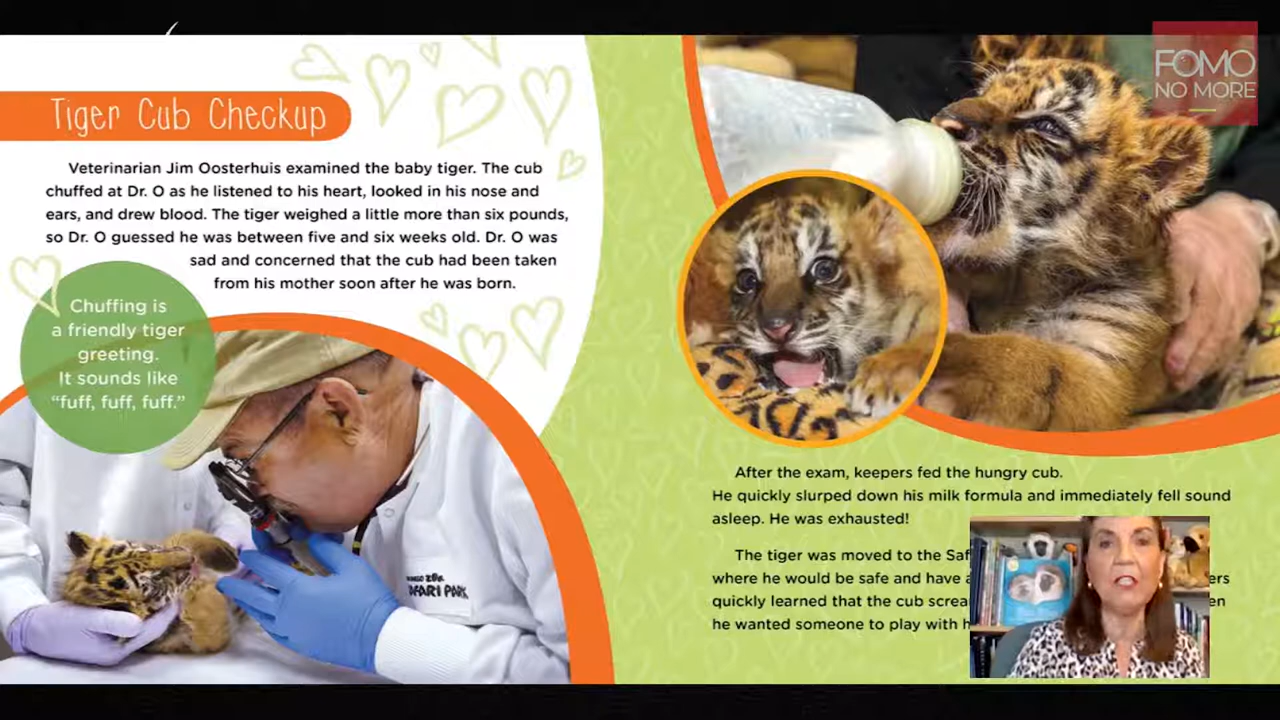 FOMO
NO MORE
Tiger Cub Checkup
Veterinarian Jim Oosterhuis examined the baby tiger. The cub
chuffed at Dr. O as he listened to his heart, looked in his nose and
ears, and drew blood. The tiger weighed a little more than six pounds,
so Dr. O guessed he was between five and six weeks old. Dr. O was
sad and concerned that the cub had been taken
from his mother soon after he was born.
Chuffing is
a friendly tiger
greeting.
It sounds like
“fuff, fuff, fuff.”
After the exam, keepers fed the hungry cub.
He quickly slurped down his milk formula and immediately fell sound
asleep. He was exhausted!
The tiger was moved to the
where he would be safe and have
quickly learned that the cub
he wanted someone to play with